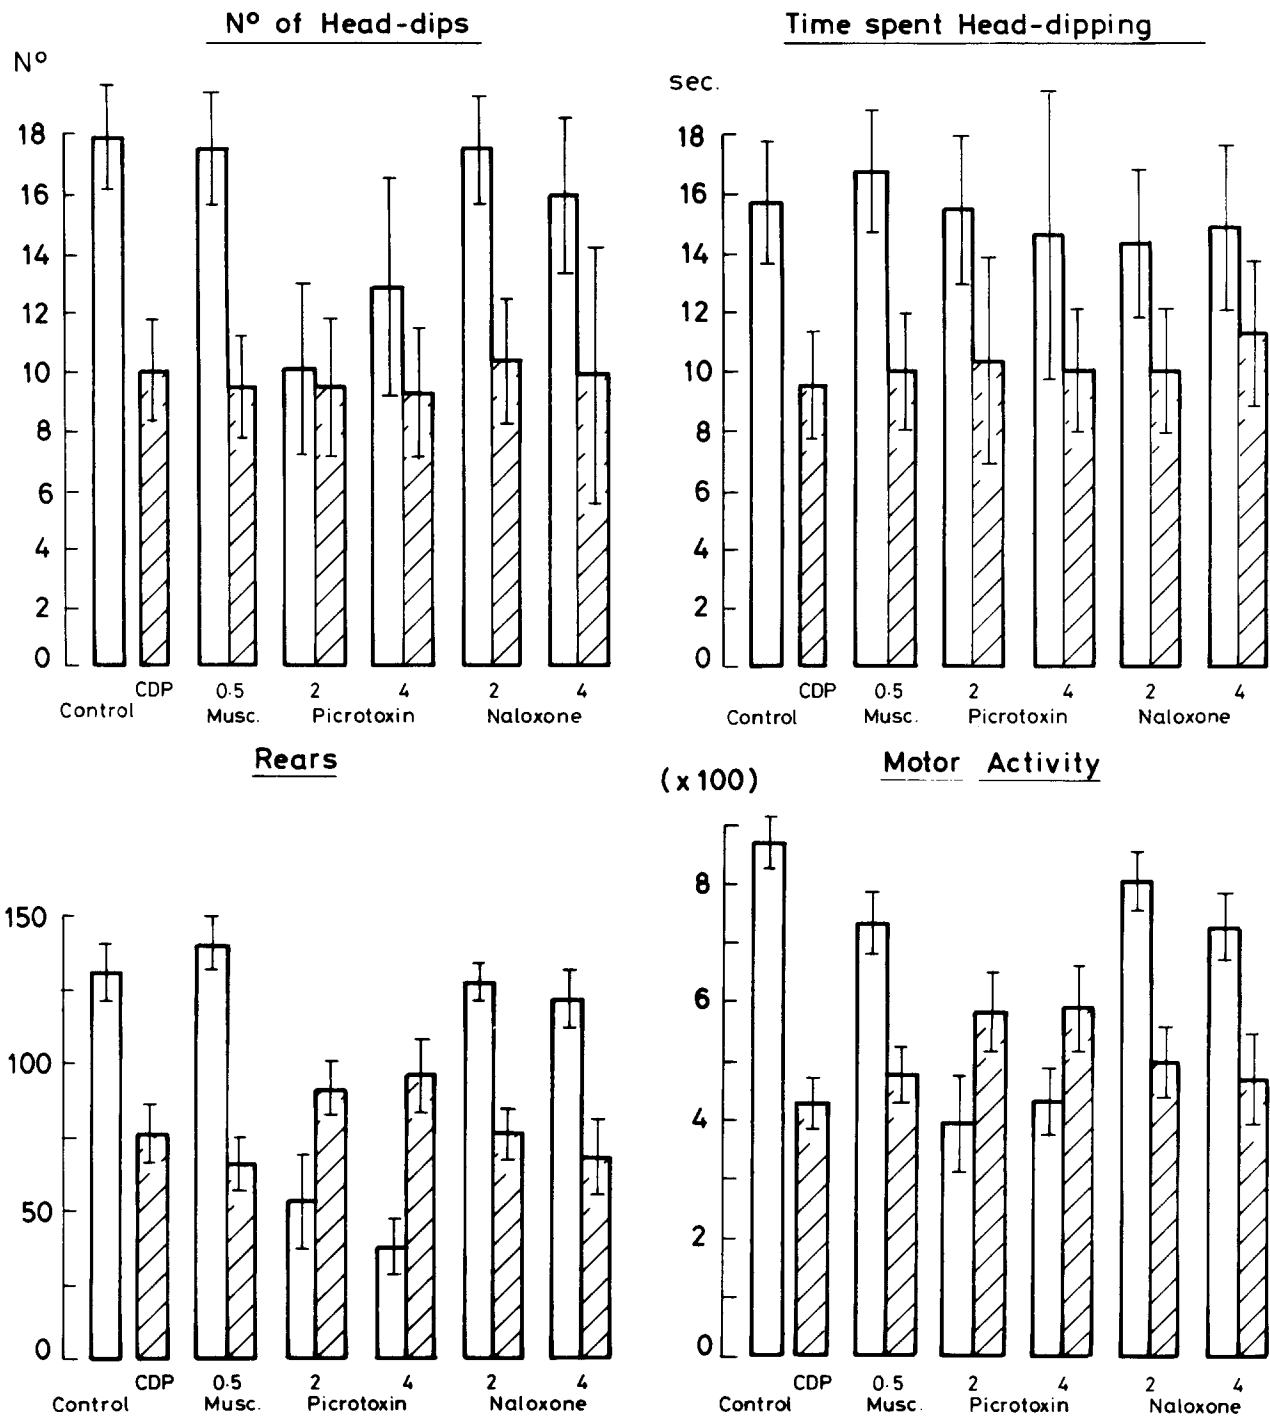 Nº of Head-dips
Nº
18
16
14
12
10
8
6
4
2
0
CDP 0·5 2 4 2 4
Control Musc. Picrotoxin Naloxone
Time spent Head-dipping
sec.
18
16
14
12
10
8
6
4
2
0
CDP 0·5 2 4 2 4
Control Musc. Picrotoxin Naloxone
Rears
150
100
50
0
CDP 0·5 2 4 2 4
Control Musc. Picrotoxin Naloxone
Motor Activity
(x100)
8
6
4
2
0
CDP 0·5 2 4 2 4
Control Musc. Picrotoxin Naloxone